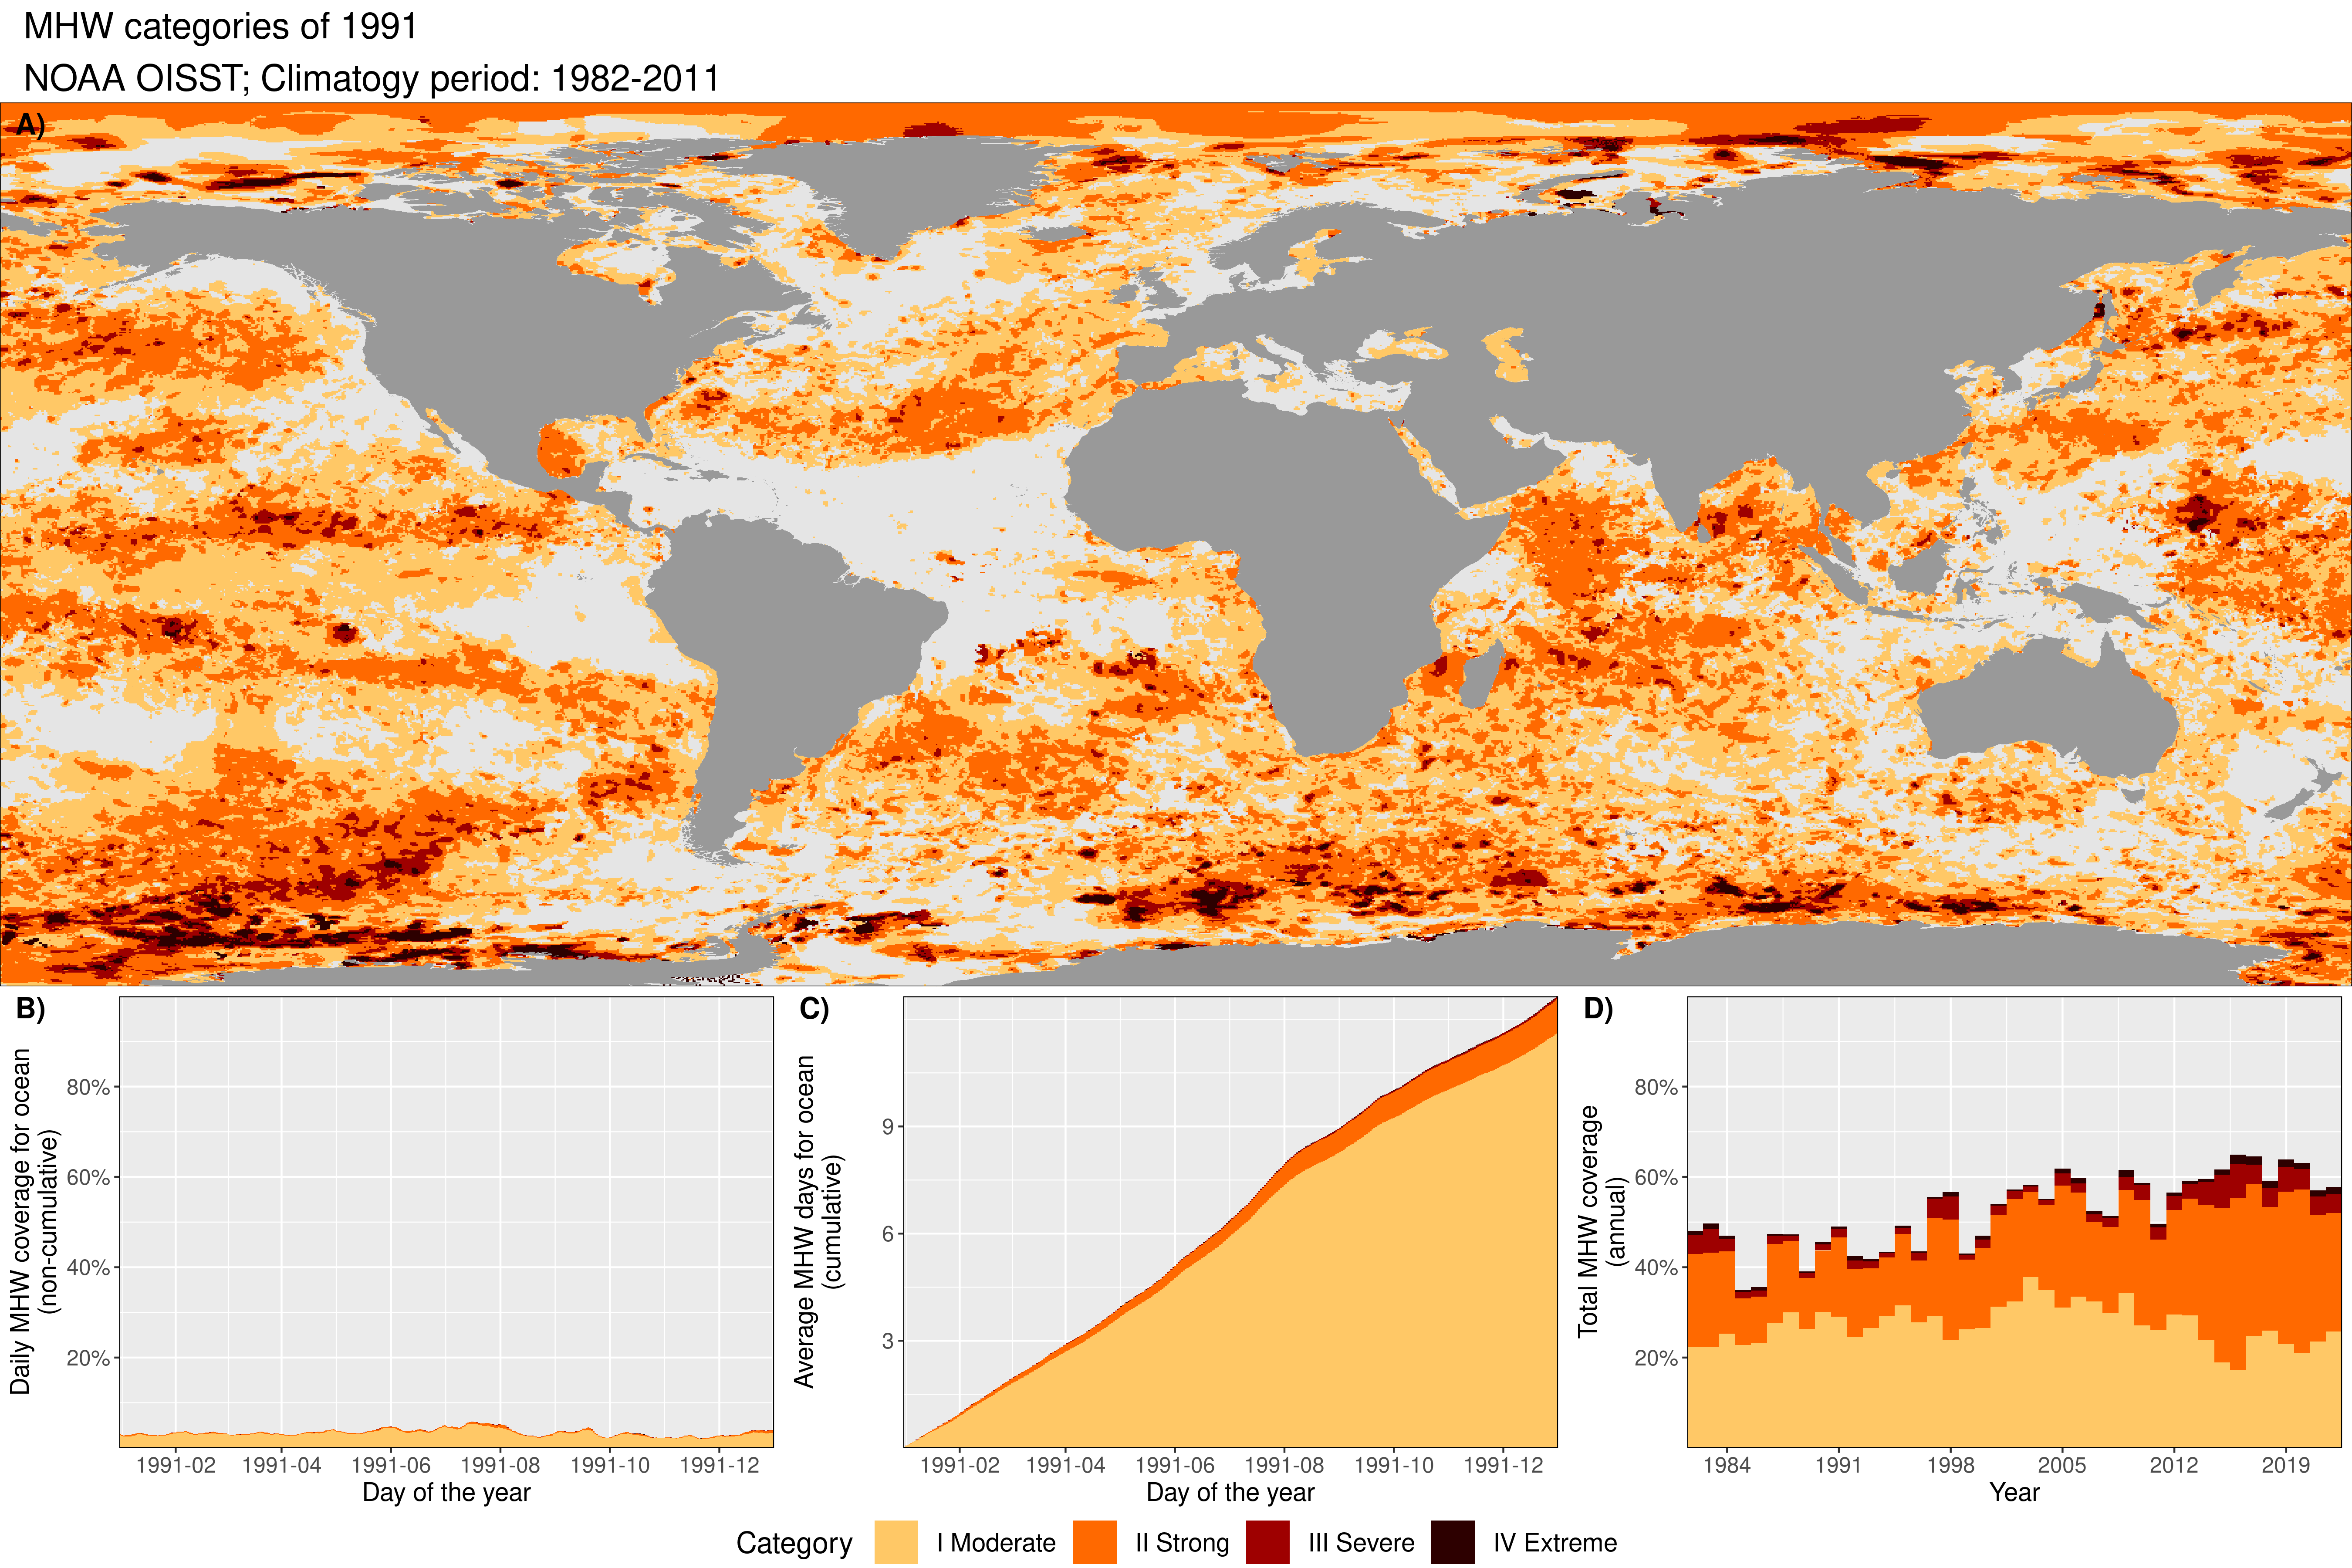 MHW categories of 1991
NOAA OISST; Climatogy period: 1982-2011
A)
B)
Daily MHW coverage for ocean
(non-cumulative)
80%
60%
40%
20%
1991-02 1991-04 1991-06 1991-08 1991-10 1991-12
Day of the year
C)
Average MHW days for ocean
(cumulative)
9
6
3
1991-02 1991-04 1991-06 1991-08 1991-10 1991-12
Day of the year
D)
Total MHW coverage
(annual)
80%
60%
40%
20%
1984 1991 1998 2005 2012 2019
Year
Category I Moderate II Strong III Severe IV Extreme